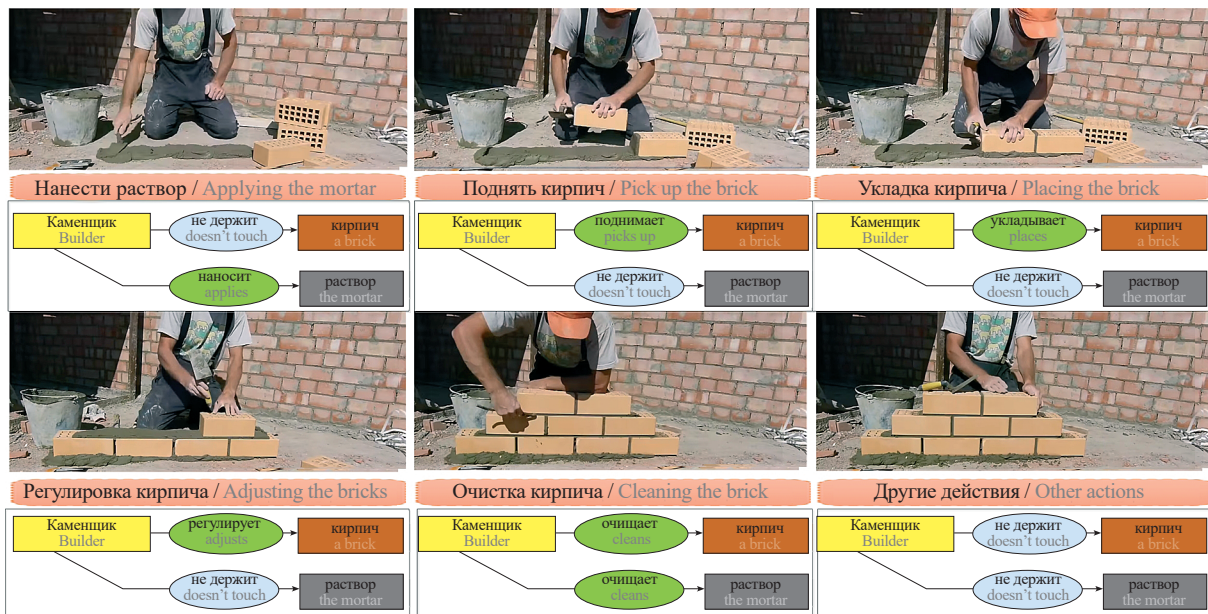 Нанести раствор / Applying the mortar
Поднять кирпич / Pick up the brick
Укладка кирпича / Placing the brick
Каменщик
Builder
не держит
doesn't touch
кирпич
a brick
наносит
applies
раствор
the mortar
Каменщик
Builder
поднимает
picks up
кирпич
a brick
не держит
doesn't touch
раствор
the mortar
Каменщик
Builder
укладывает
places
кирпич
a brick
не держит
doesn't touch
раствор
the mortar
Регулировка кирпича / Adjusting the bricks
Очистка кирпича / Cleaning the brick
Другие действия / Other actions
Каменщик
Builder
регулирует
adjusts
кирпич
a brick
не держит
doesn't touch
раствор
the mortar
Каменщик
Builder
очищает
cleans
кирпич
a brick
очищает
cleans
раствор
the mortar
Каменщик
Builder
не держит
doesn't touch
кирпич
a brick
не держит
doesn't touch
раствор
the mortar